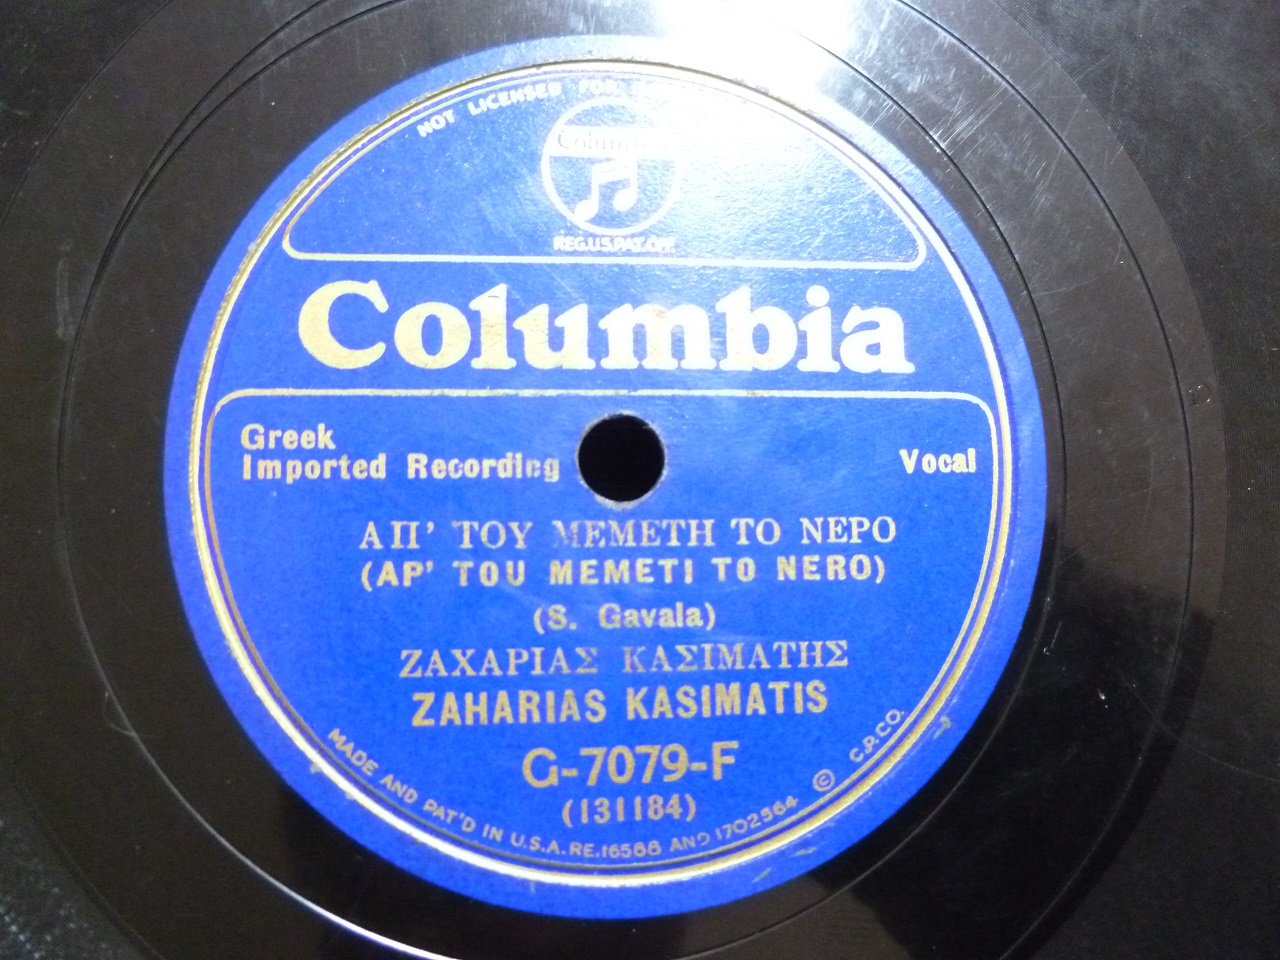 NOT LICENSED FOR
Columbia
REG.U.S.PAT.OFF.
Columbia
Greek
Imported Recording
Vocal
ΑΠ' ΤΟΥ ΜΕΜΕΤΗ ΤΟ ΝΕΡΟ
(AP' TOU MEMETI TO NERO)
(S. Gavala)
ΖΑΧΑΡΙΑΣ ΚΑΣΙΜΑΤΗΣ
ZAHARIAS KASIMATIS
G-7079-F
(131184)
MADE AND PAT'D IN U.S.A. RE.16588 AND 1702564 © C.P.CO.